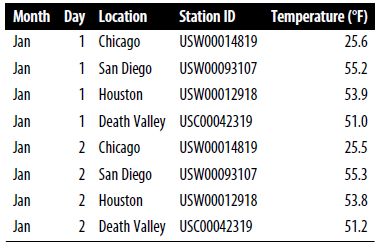 Month Day Location Station ID Temperature (°F)
Jan 1 Chicago USW00014819 25.6
Jan 1 San Diego USW00093107 55.2
Jan 1 Houston USW00012918 53.9
Jan 1 Death Valley USC00042319 51.0
Jan 2 Chicago USW00014819 25.5
Jan 2 San Diego USW00093107 55.3
Jan 2 Houston USW00012918 53.8
Jan 2 Death Valley USC00042319 51.2